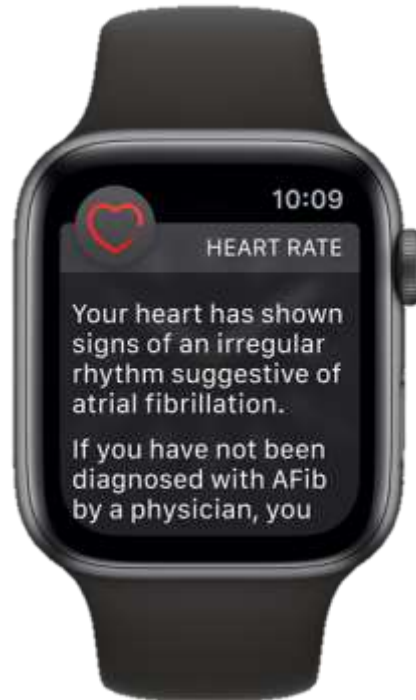 10:09
HEART RATE
Your heart has shown
signs of an irregular
rhythm suggestive of
atrial fibrillation.
If you have not been
diagnosed with AFib
by a physician, you